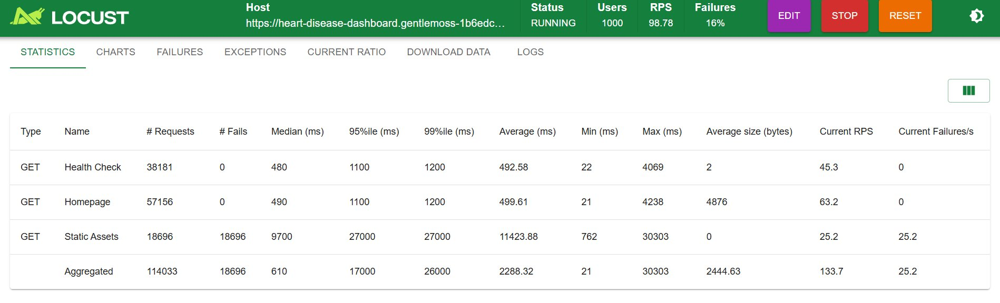 LOCUST
Host Status Users RPS Failures
https://heart-disease-dashboard.gentlemoss-1b6edc... RUNNING 1000 98.78 16% EDIT STOP RESET
STATISTICS CHARTS FAILURES EXCEPTIONS CURRENT RATIO DOWNLOAD DATA LOGS
Type Name # Requests # Fails Median (ms) 95%ile (ms) 99%ile (ms) Average (ms) Min (ms) Max (ms) Average size (bytes) Current RPS Current Failures/s
GET Health Check 38181 0 480 1100 1200 492.58 22 4069 2 45.3 0
GET Homepage 57156 0 490 1100 1200 499.61 21 4238 4876 63.2 0
GET Static Assets 18696 18696 9700 27000 27000 11423.88 762 30303 0 25.2 25.2
Aggregated 114033 18696 610 17000 26000 2288.32 21 30303 2444.63 133.7 25.2